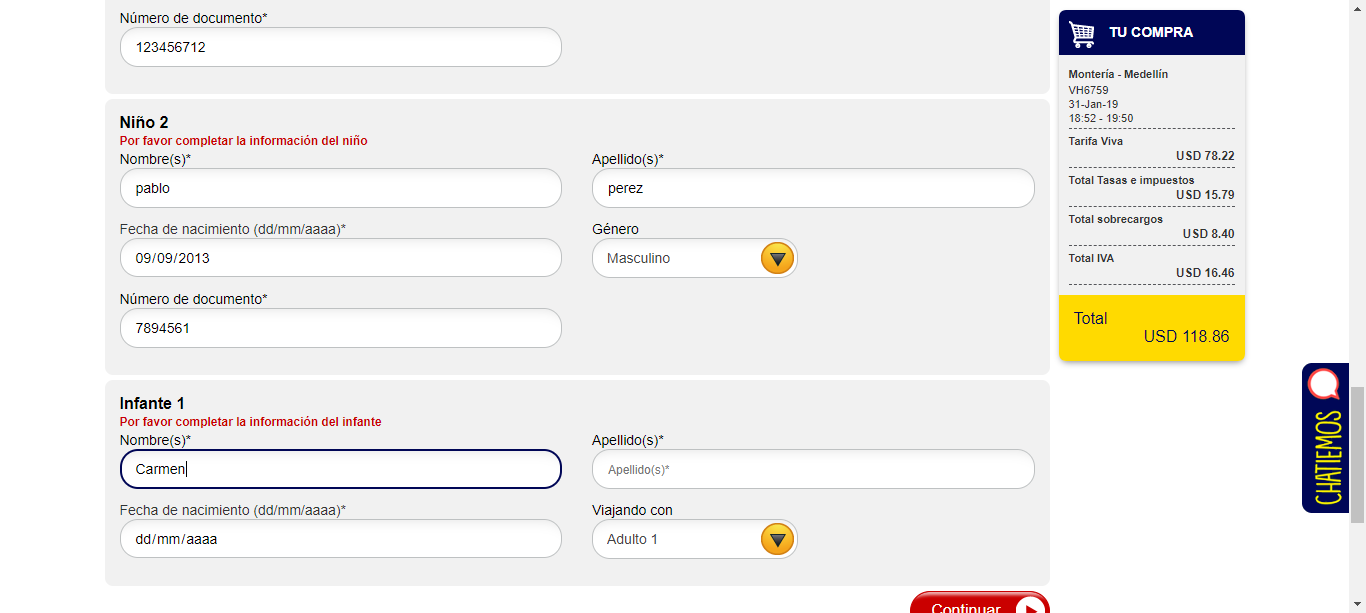 Número de documento*
123456712
Niño 2
Por favor completar la información del niño
Nombre(s)*
Apellido(s)*
pablo
perez
Fecha de nacimiento (dd/mm/aaaa)*
Género
09/09/2013
Masculino
Número de documento*
7894561
Infante 1
Por favor completar la información del infante
Nombre(s)*
Apellido(s)*
Carmen
Apellido(s)*
Fecha de nacimiento (dd/mm/aaaa)*
Viajando con
dd/mm/aaaa
Adulto 1
Continuar
TU COMPRA
Montería - Medellín
VH6759
31-Jan-19
18:52 - 19:50
Tarifa Viva
USD 78.22
Total Tasas e impuestos
USD 15.79
Total sobrecargos
USD 8.40
Total IVA
USD 16.46
Total
USD 118.86
CHATIEMOS